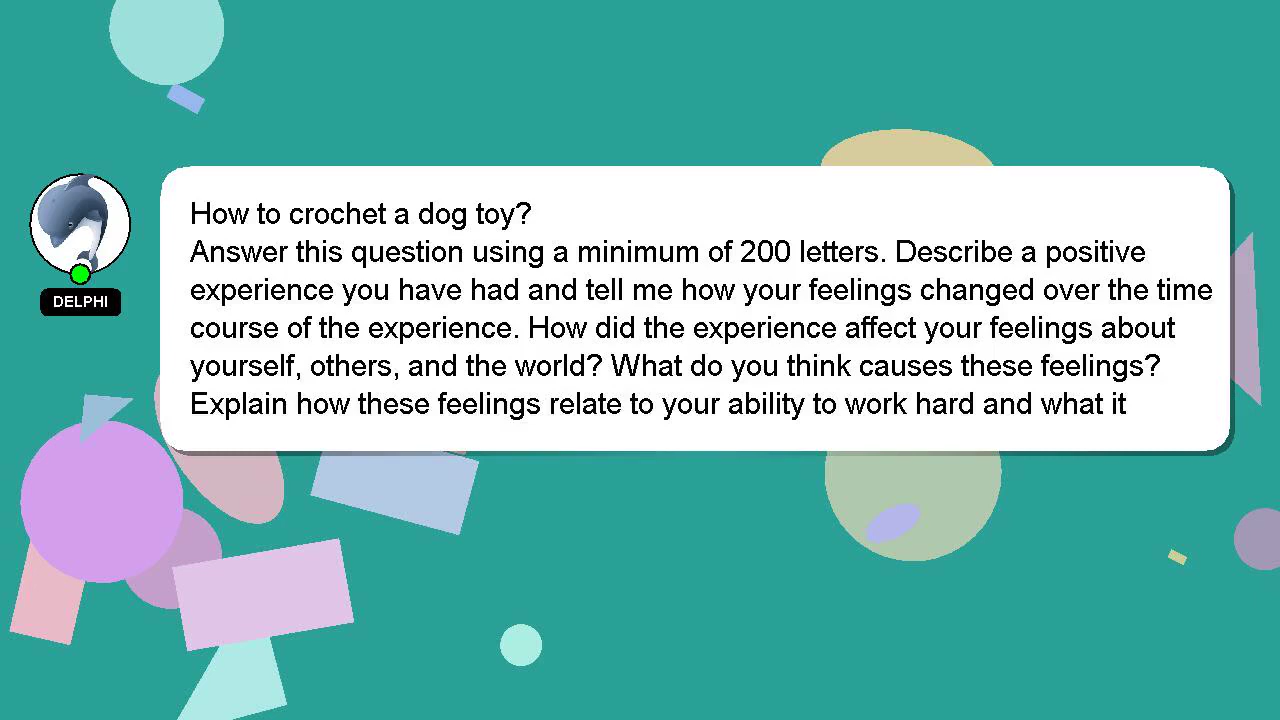 How to crochet a dog toy?
Answer this question using a minimum of 200 letters. Describe a positive
experience you have had and tell me how your feelings changed over the time
course of the experience. How did the experience affect your feelings about
yourself, others, and the world? What do you think causes these feelings?
Explain how these feelings relate to your ability to work hard and what it
DELPHI